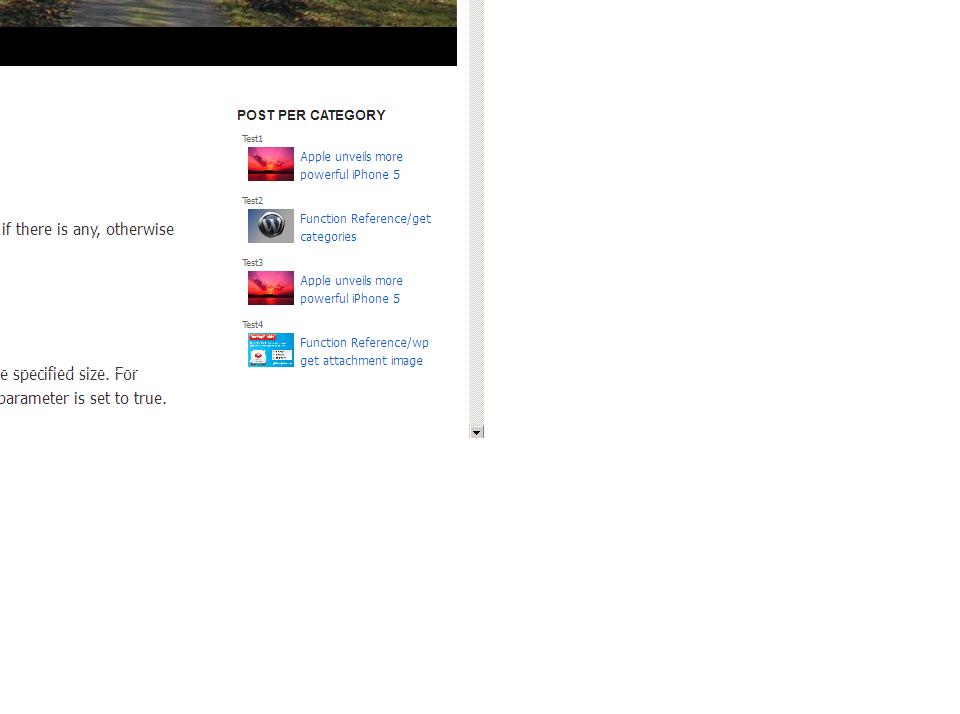 POST PER CATEGORY
Test1
Apple unveils more
powerful iPhone 5
Test2
Function Reference/get
categories
if there is any, otherwise
Test3
Apple unveils more
powerful iPhone 5
Test4
Function Reference/wp
get attachment image
e specified size. For
parameter is set to true.